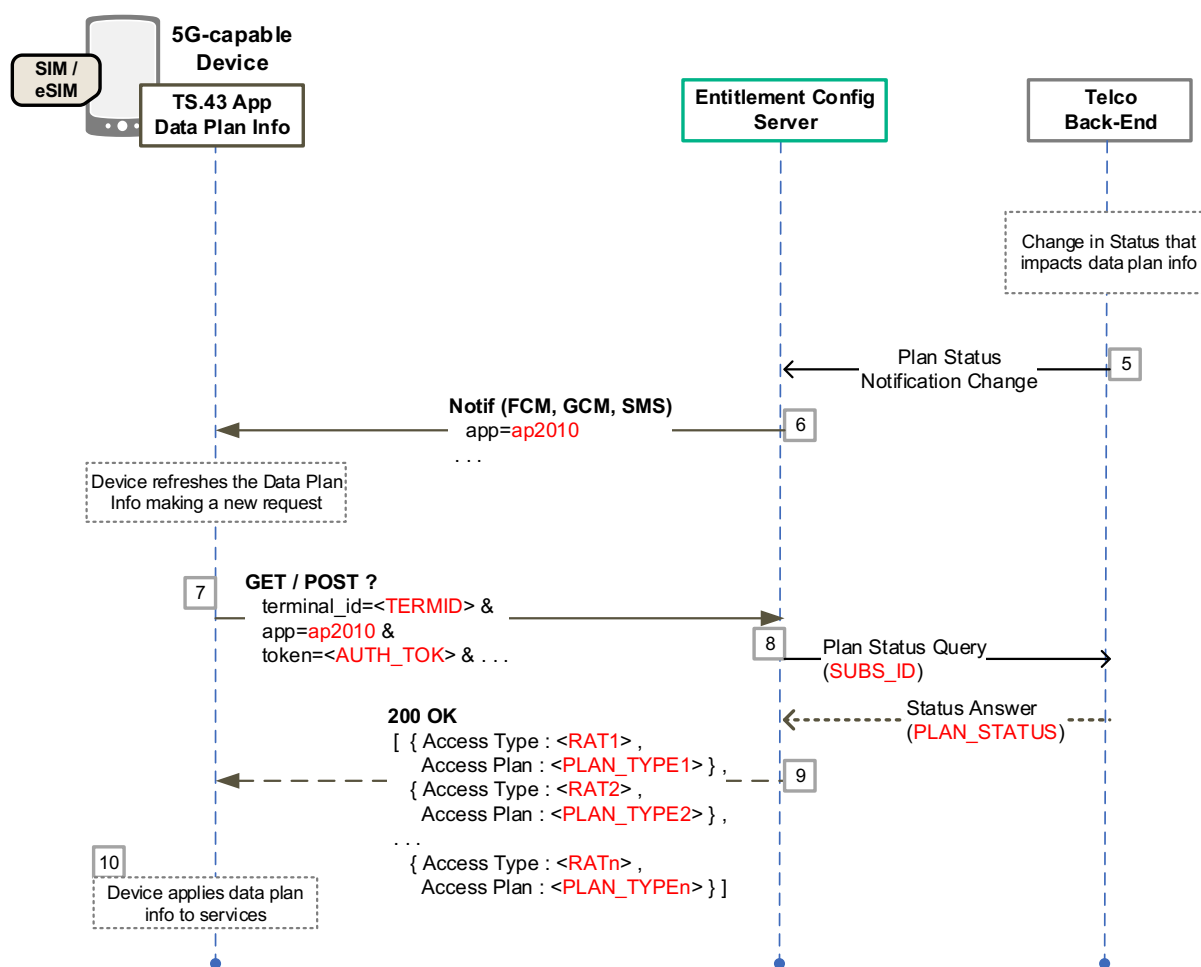 5G-capable
Device
SIM /
eSIM
TS.43 App
Data Plan Info
Entitlement Config
Server
Telco
Back-End
Change in Status that
impacts data plan info
Plan Status
Notification Change
5
Notif (FCM, GCM, SMS)
app=ap2010
. . .
6
Device refreshes the Data Plan
Info making a new request
7
GET / POST ?
terminal_id=<TERMID> &
app=ap2010 &
token=<AUTH_TOK> & . . .
8
Plan Status Query
(SUBS_ID)
Status Answer
(PLAN_STATUS)
200 OK
[ { Access Type : <RAT1> ,
Access Plan : <PLAN_TYPE1> } ,
{ Access Type : <RAT2> ,
Access Plan : <PLAN_TYPE2> } ,
. . .
{ Access Type : <RATn> ,
Access Plan : <PLAN_TYPEn> } ]
9
10
Device applies data plan
info to services